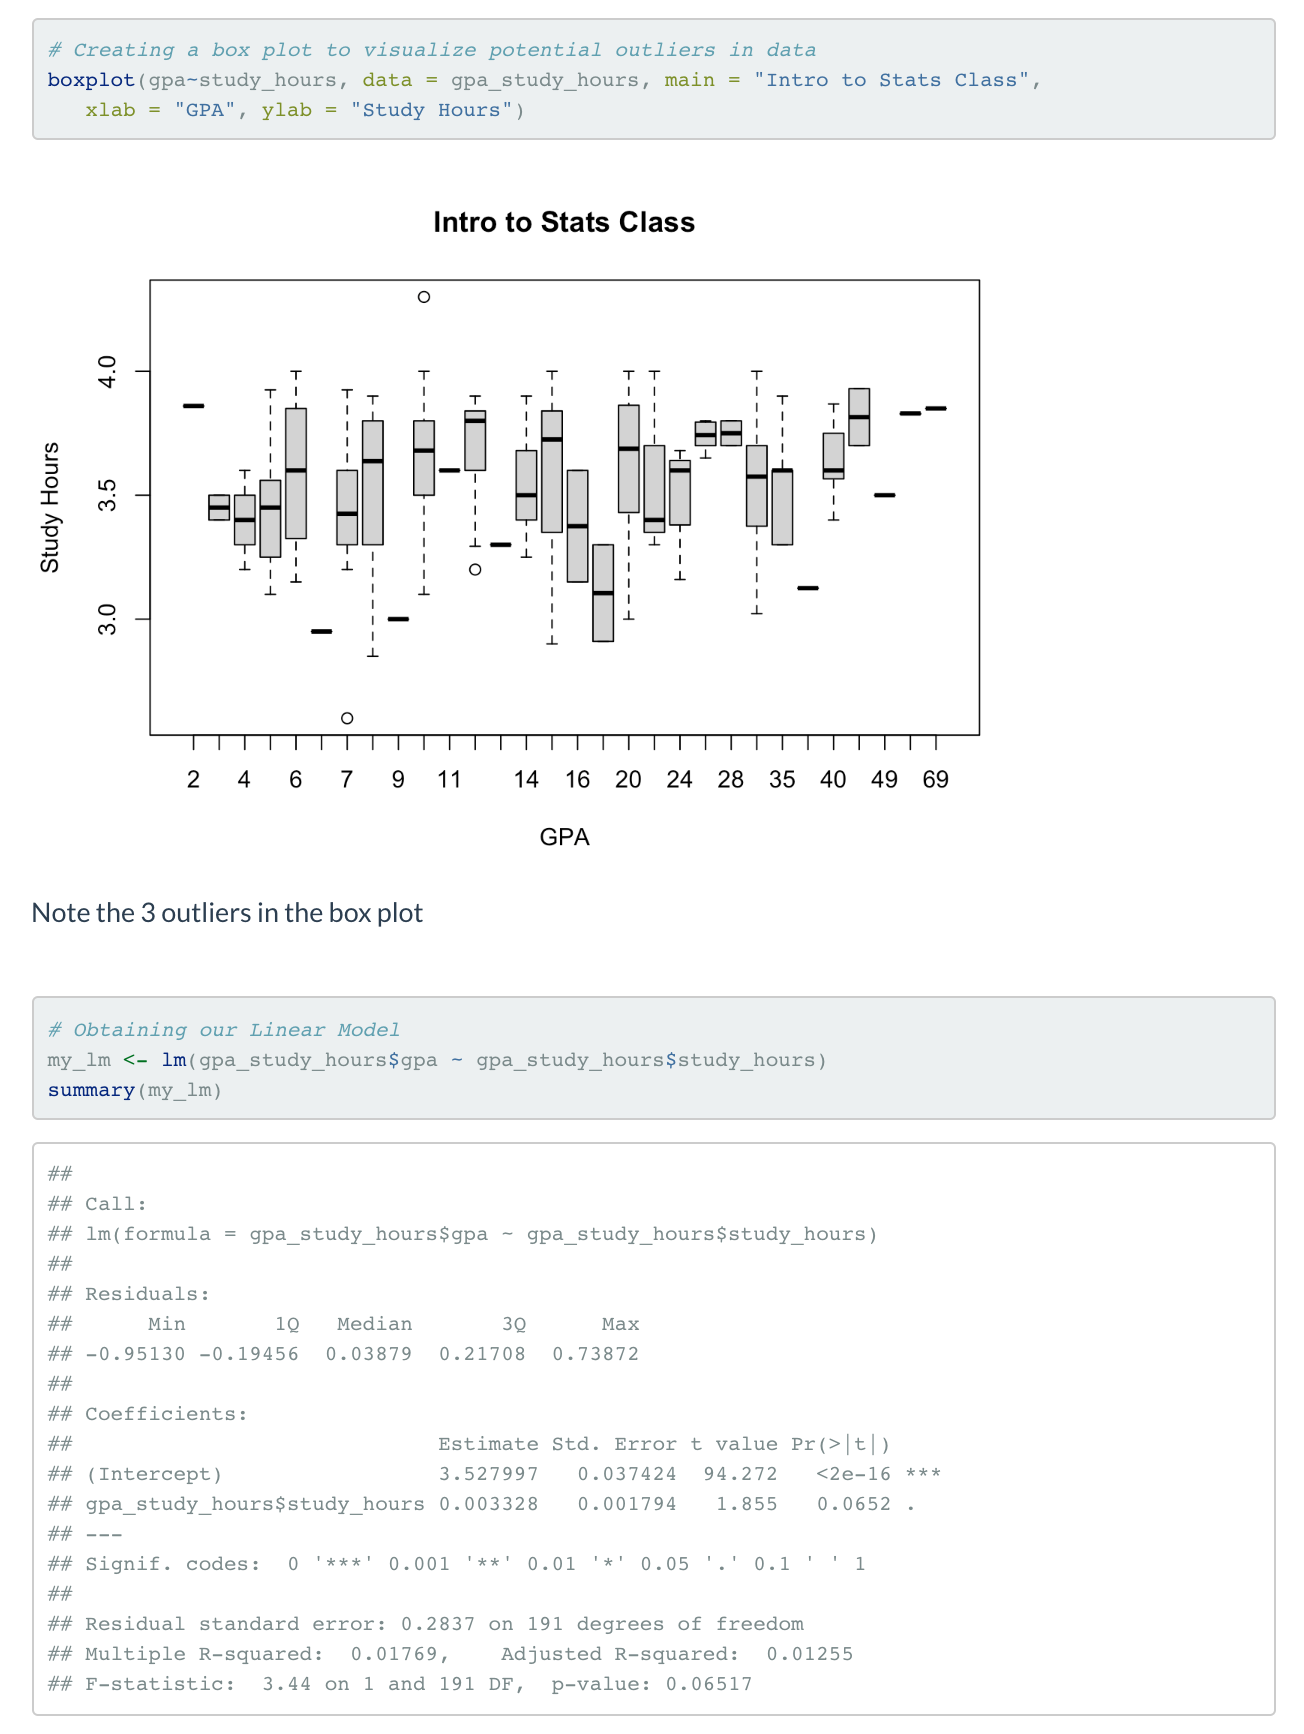 # Creating a box plot to visualize potential outliers in data
boxplot(gpa~study_hours, data = gpa_study_hours, main = "Intro to Stats Class",
   xlab = "GPA", ylab = "Study Hours")
Intro to Stats Class
Study Hours
4.0
3.5
3.0
2 4 6 7 9 11 14 16 20 24 28 35 40 49 69
GPA
Note the 3 outliers in the box plot
# Obtaining our Linear Model
my_lm <- lm(gpa_study_hours$gpa ~ gpa_study_hours$study_hours)
summary(my_lm)
##
## Call:
## lm(formula = gpa_study_hours$gpa ~ gpa_study_hours$study_hours)
##
## Residuals:
##      Min       1Q   Median       3Q      Max
## -0.95130 -0.19456  0.03879  0.21708  0.73872
##
## Coefficients:
##                             Estimate Std. Error t value Pr(>|t|)
## (Intercept)                 3.527997   0.037424  94.272   <2e-16 ***
## gpa_study_hours$study_hours 0.003328   0.001794   1.855   0.0652 .
## ---
## Signif. codes:  0 '***' 0.001 '**' 0.01 '*' 0.05 '.' 0.1 ' ' 1
##
## Residual standard error: 0.2837 on 191 degrees of freedom
## Multiple R-squared:  0.01769,    Adjusted R-squared:  0.01255
## F-statistic:  3.44 on 1 and 191 DF,  p-value: 0.06517